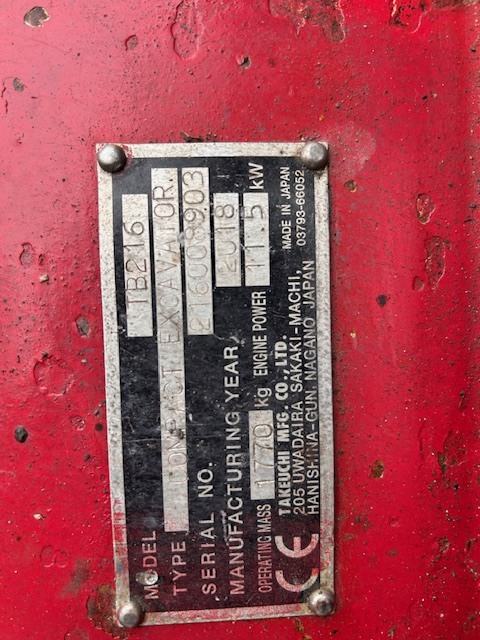 MODEL TB216
TYPE COMPACT EXCAVATOR
SERIAL NO. 216008903
MANUFACTURING YEAR 2018
OPERATING MASS 1770 kg ENGINE POWER 11.5 kW
CE TAKEUCHI MFG. CO., LTD.
205 UWADAIRA SAKAKI-MACHI, MADE IN JAPAN
HANISHINA-GUN, NAGANO JAPAN 03793-66052